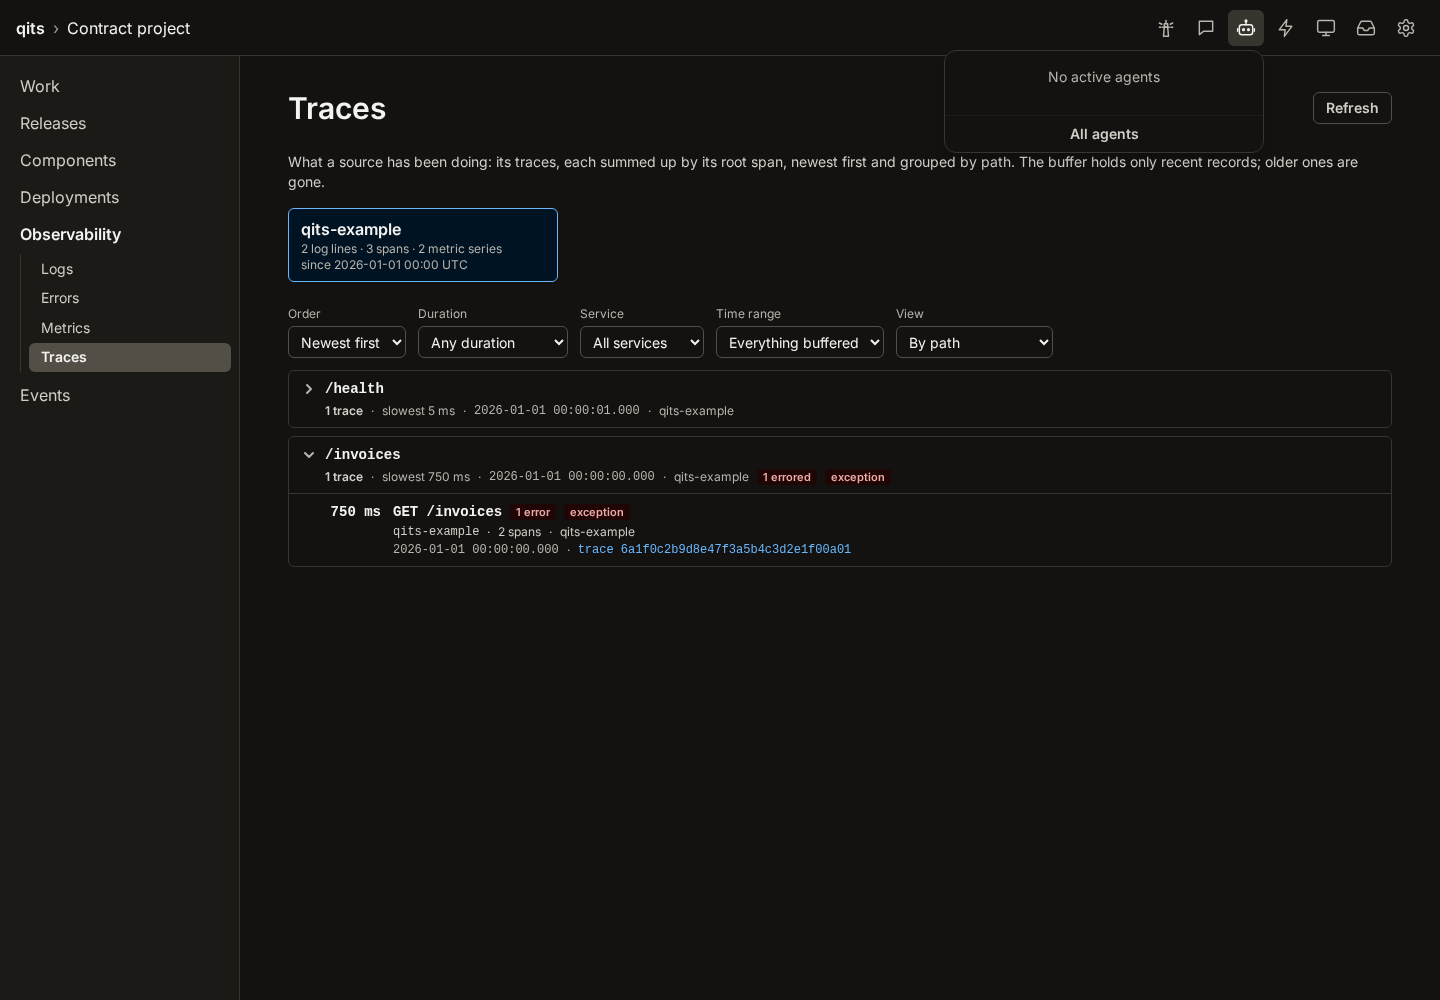 qits › Contract project
No active agents
All agents
Work
Releases
Components
Deployments
Observability
Logs
Errors
Metrics
Traces
Events
Traces
Refresh
What a source has been doing: its traces, each summed up by its root span, newest first and grouped by path. The buffer holds only recent records; older ones are
gone.
qits-example
2 log lines · 3 spans · 2 metric series
since 2026-01-01 00:00 UTC
Order Duration Service Time range View
Newest first Any duration All services Everything buffered By path
/health
1 trace · slowest 5 ms · 2026-01-01 00:00:01.000 · qits-example
/invoices
1 trace · slowest 750 ms · 2026-01-01 00:00:00.000 · qits-example 1 errored exception
750 ms GET /invoices 1 error exception
qits-example · 2 spans · qits-example
2026-01-01 00:00:00.000 · trace 6a1f0c2b9d8e47f3a5b4c3d2e1f00a01